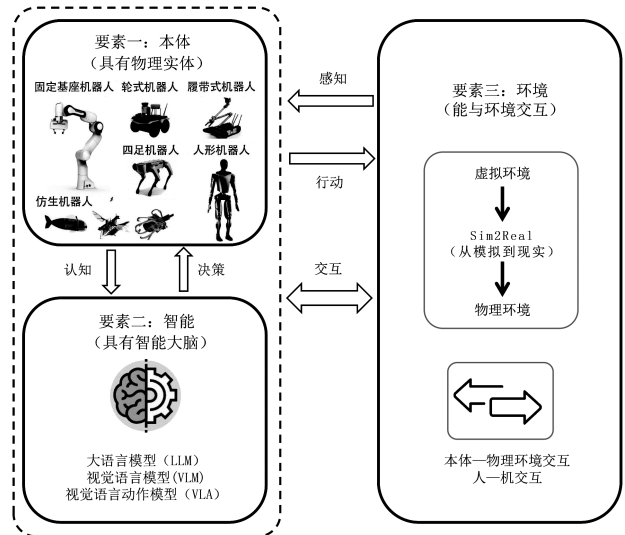 要素一：本体
（具有物理实体）
固定基座机器人 轮式机器人 履带式机器人
四足机器人 人形机器人
仿生机器人
认知
决策
要素二：智能
（具有智能大脑）
大语言模型（LLM）
视觉语言模型(VLM)
视觉语言动作模型（VLA）
感知
行动
交互
要素三：环境
（能与环境交互）
虚拟环境
Sim2Real
（从模拟到现实）
物理环境
本体—物理环境交互
人—机交互